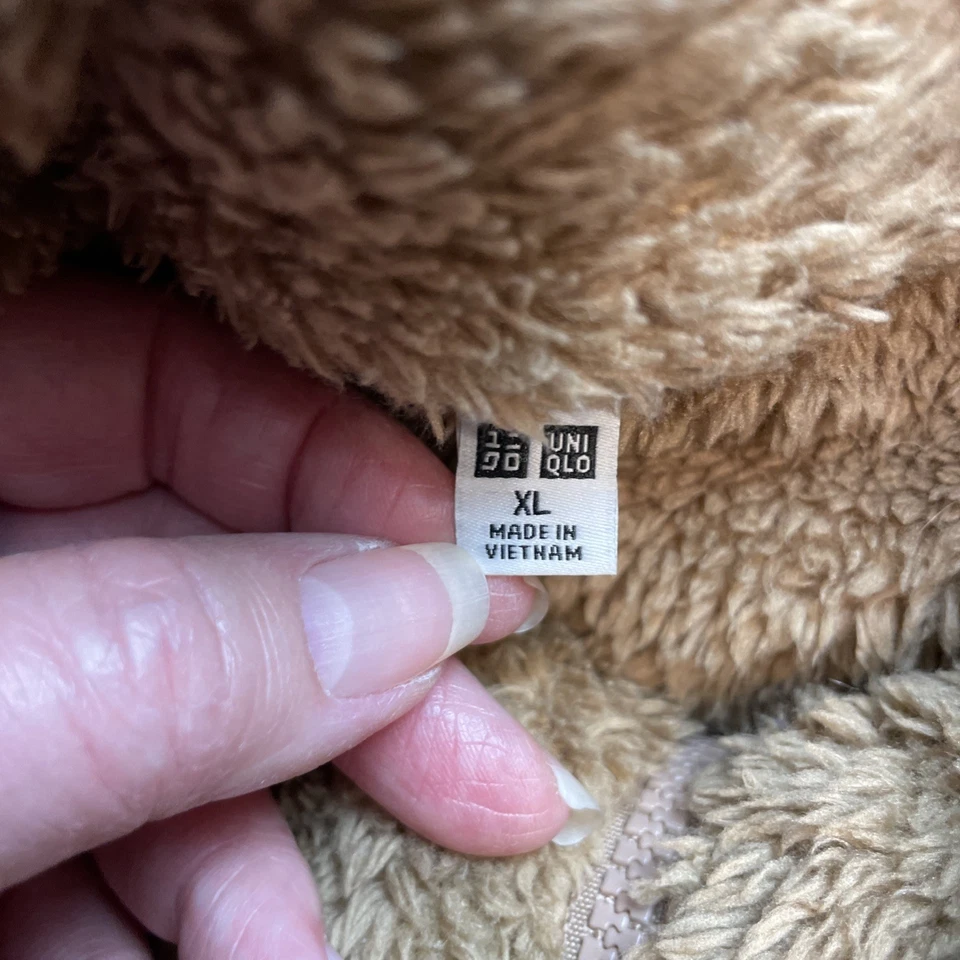 ユニ UNI
クロ QLO
XL
MADE IN
VIETNAM